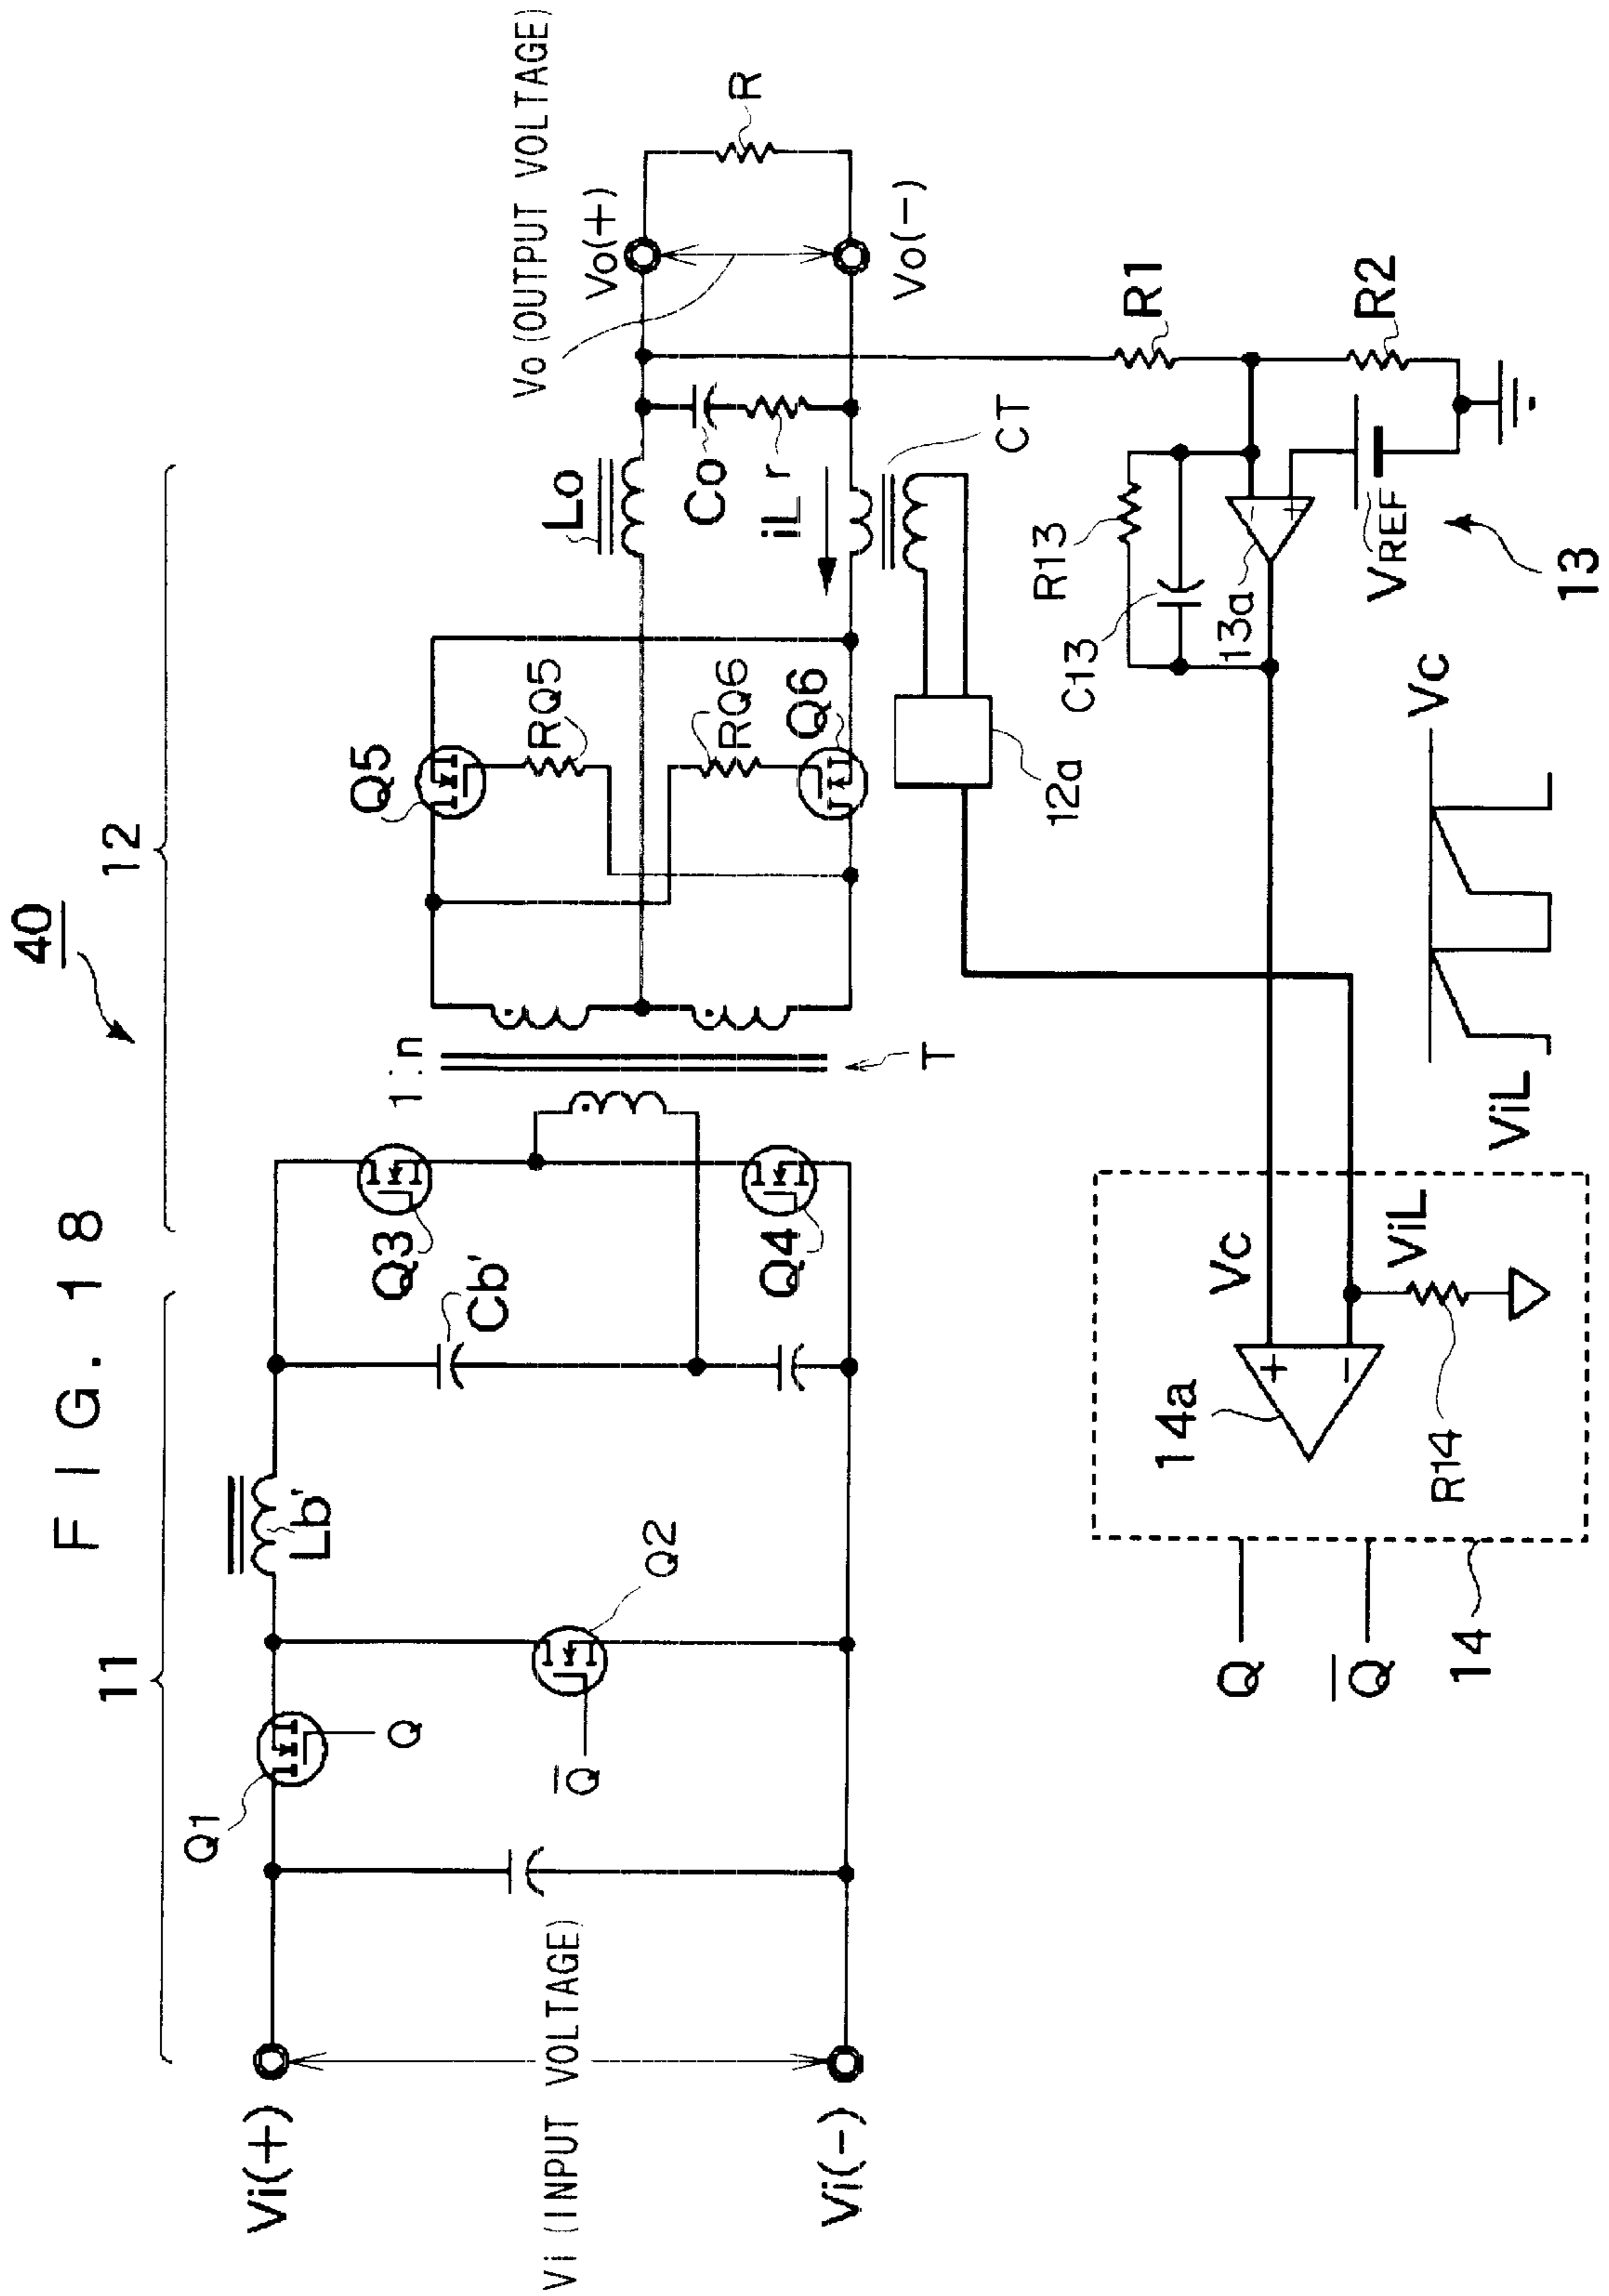 FIG. 18
40
11
12
Vi(+)
Vi (INPUT VOLTAGE)
Vi(-)
Q1
Q
Q2
Q̅
Lb'
Cb'
Q3
Q4
1:n
T
Q5
RQ5
RQ6
Q6
Lo
Co
r
iL
CT
12a
Vo (OUTPUT VOLTAGE)
Vo(+)
Vo(-)
R
R1
R2
R13
C13
13a
-
+
VREF
13
Vc
ViL
14a
+
-
Vc
ViL
R14
14
Q
Q̅